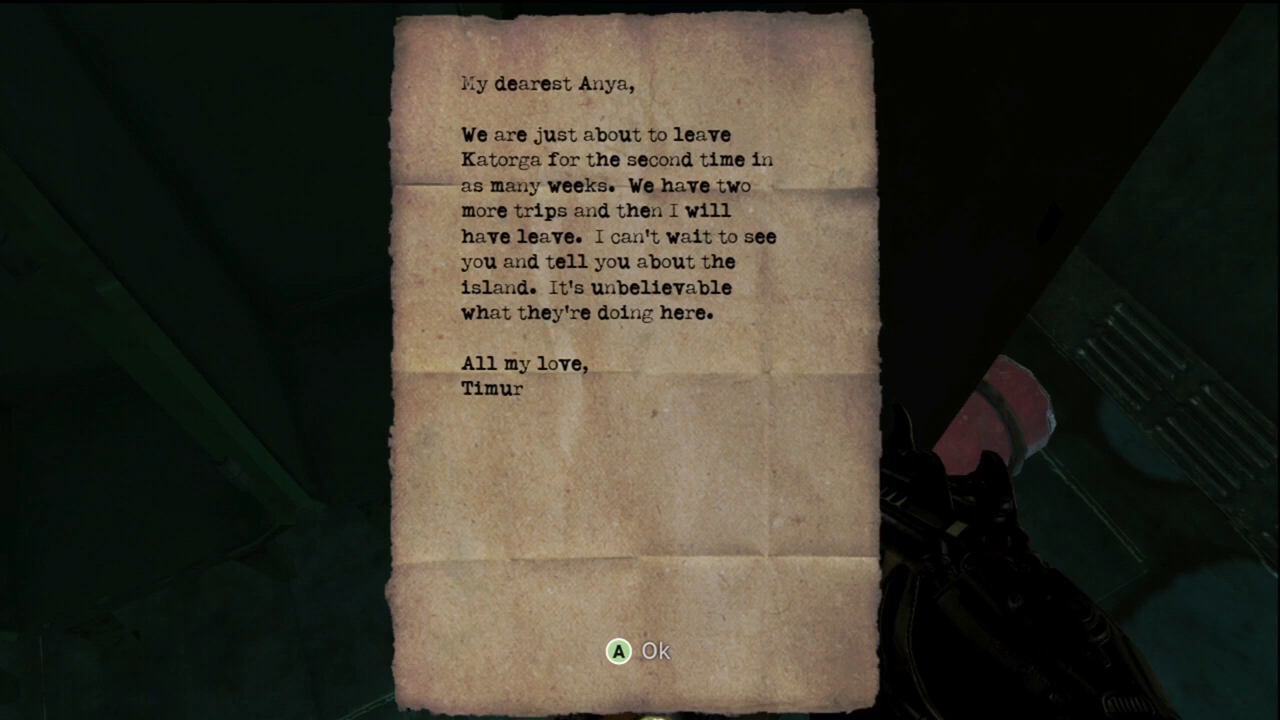 My dearest Anya,
We are just about to leave
Katorga for the second time in
as many weeks. We have two
more trips and then I will
have leave. I can't wait to see
you and tell you about the
island. It's unbelievable
what they're doing here.
All my love,
Timur
A Ok